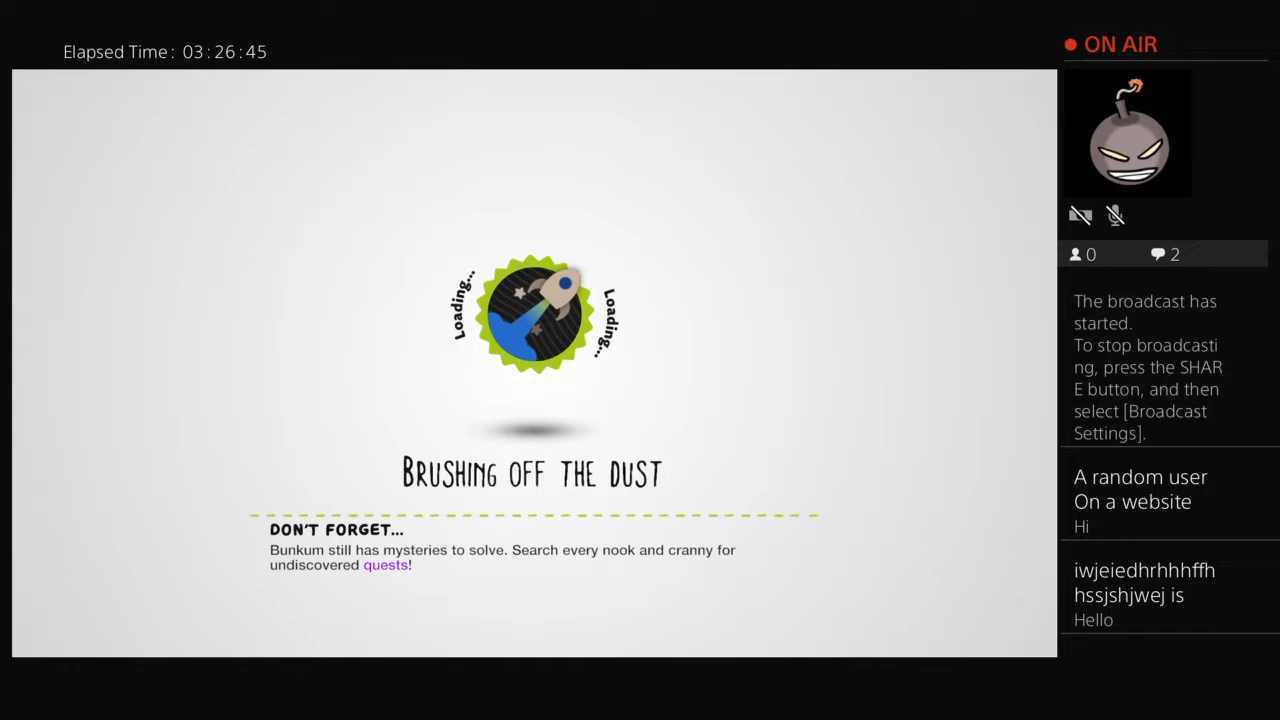 Elapsed Time: 03:26:45
ON AIR
Loading...
Loading...
BRUSHING OFF THE DUST
DON'T FORGET...
Bunkum still has mysteries to solve. Search every nook and cranny for
undiscovered quests!
0
2
The broadcast has
started.
To stop broadcasti
ng, press the SHAR
E button, and then
select [Broadcast
Settings].
A random user
On a website
Hi
iwjeiedhrhhhffh
hssjshjwej is
Hello